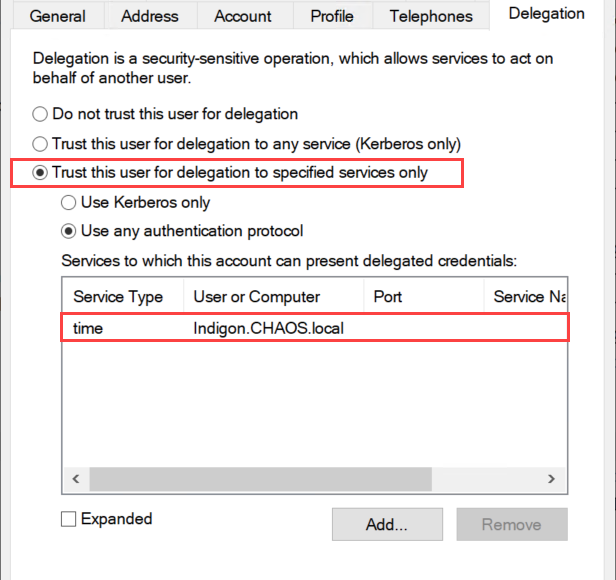 General Address Account Profile Telephones Delegation
Delegation is a security-sensitive operation, which allows services to act on
behalf of another user.
Do not trust this user for delegation
Trust this user for delegation to any service (Kerberos only)
Trust this user for delegation to specified services only
Use Kerberos only
Use any authentication protocol
Services to which this account can present delegated credentials:
Service Type User or Computer Port Service Na
time Indigon.CHAOS.local
Expanded Add... Remove